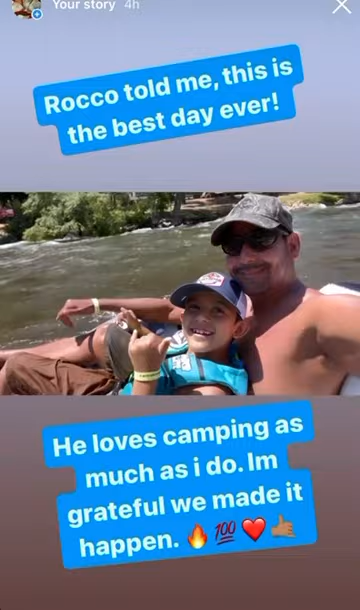 Your story 4h
Rocco told me, this is
the best day ever!
He loves camping as
much as i do. Im
grateful we made it
happen. 🔥 💯 ❤️ 🤙🏽